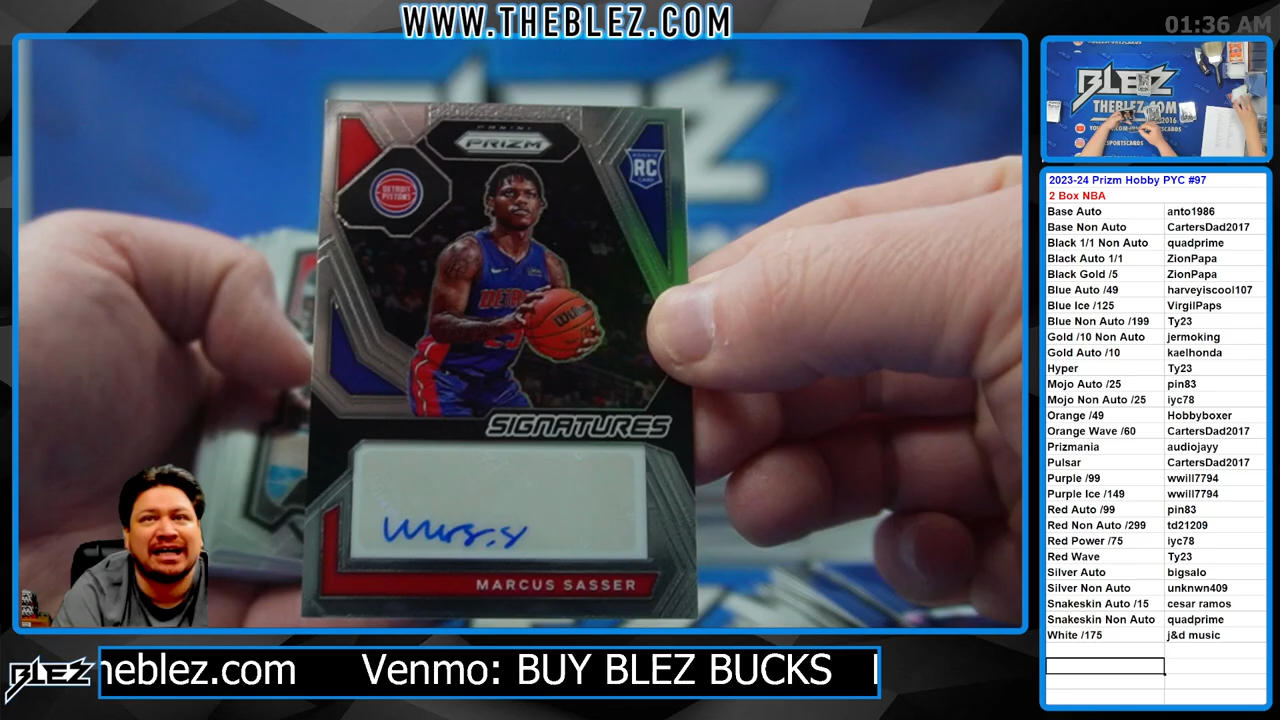 WWW.THEBLEZ.COM
01:36 AM
BLEZ
THEBLEZ.COM
PANINI
PRIZM
DETROIT
PISTONS
ROOKIE
RC
CARD
SIGNATURES
MARCUS SASSER
2023-24 Prizm Hobby PYC #97
2 Box NBA
Base Auto anto1986
Base Non Auto CartersDad2017
Black 1/1 Non Auto quadprime
Black Auto 1/1 ZionPapa
Black Gold /5 ZionPapa
Blue Auto /49 harveyiscool107
Blue Ice /125 VirgilPaps
Blue Non Auto /199 Ty23
Gold /10 Non Auto jermoking
Gold Auto /10 kaelhonda
Hyper Ty23
Mojo Auto /25 pin83
Mojo Non Auto /25 iyc78
Orange /49 Hobbyboxer
Orange Wave /60 CartersDad2017
Prizmania audiojayy
Pulsar CartersDad2017
Purple /99 wwill7794
Purple Ice /149 wwill7794
Red Auto /99 pin83
Red Non Auto /299 td21209
Red Power /75 iyc78
Red Wave Ty23
Silver Auto bigsalo
Silver Non Auto unknwn409
Snakeskin Auto /15 cesar ramos
Snakeskin Non Auto quadprime
White /175 j&d music
BLEZ
heblez.com Venmo: BUY BLEZ BUCKS